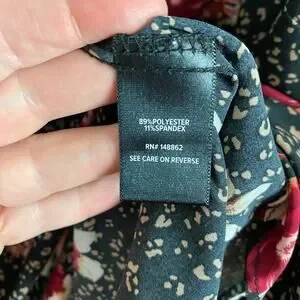 89%POLYESTER
11%SPANDEX
RN# 148862
SEE CARE ON REVERSE